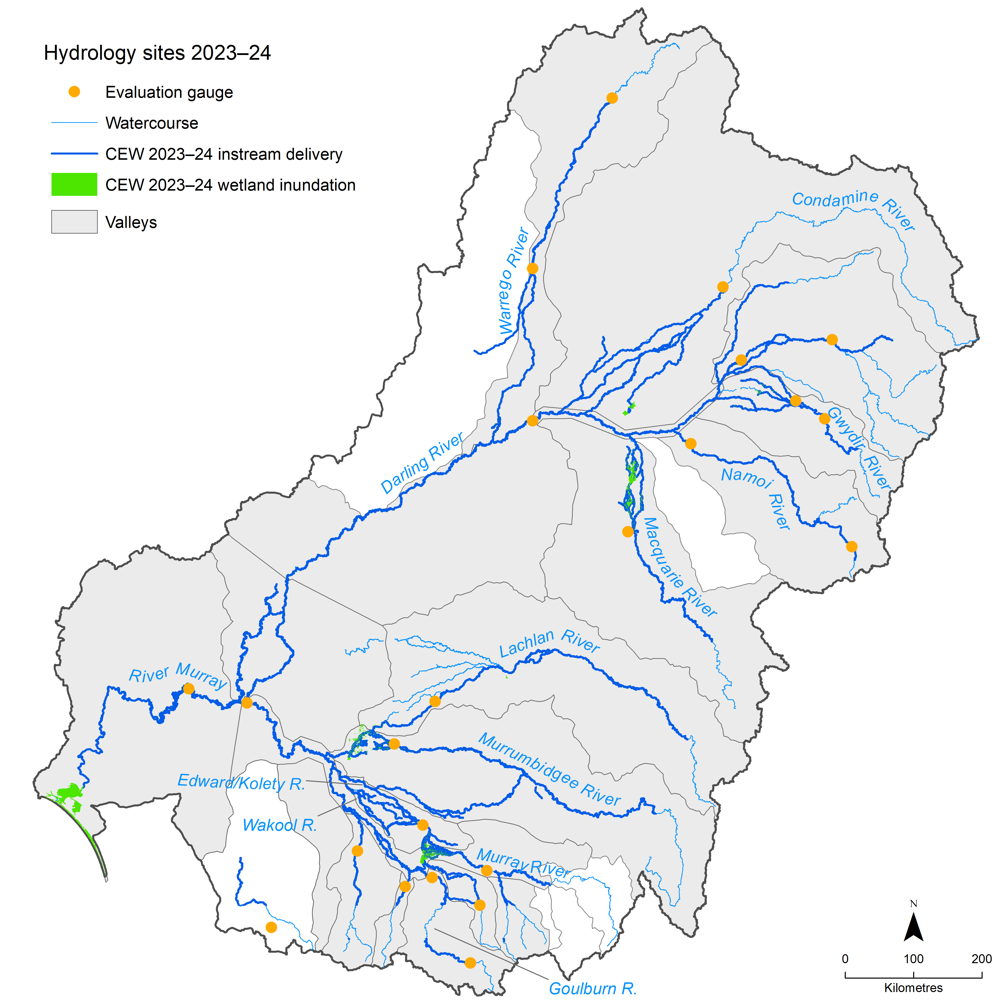 Hydrology sites 2023–24
Evaluation gauge
Watercourse
CEW 2023–24 instream delivery
CEW 2023–24 wetland inundation
Valleys
Condamine River
Warrego River
Gwydir River
Darling River
Namoi River
Macquarie River
Lachlan River
River Murray
Murrumbidgee River
Edward/Kolety R.
Wakool R.
Murray River
Goulburn R.
N
0 100 200
Kilometres